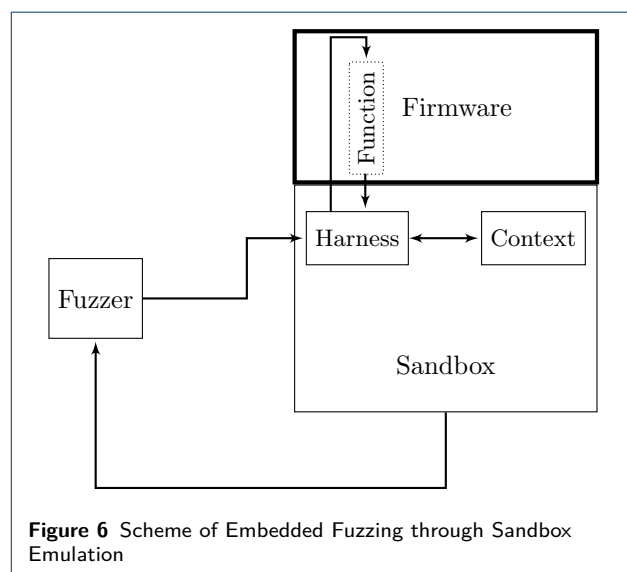 Function
Firmware
Harness
Context
Fuzzer
Sandbox
Figure 6 Scheme of Embedded Fuzzing through Sandbox
Emulation